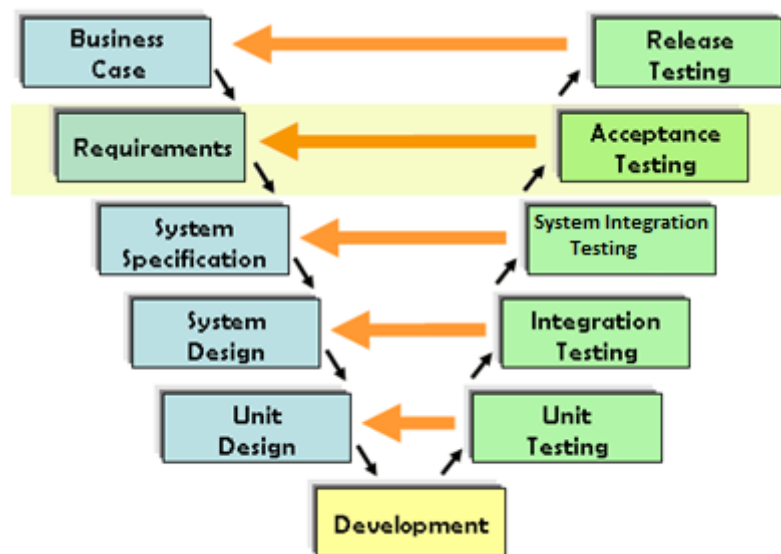 Business
Case
Release
Testing
Requirements
Acceptance
Testing
System
Specification
System Integration
Testing
System
Design
Integration
Testing
Unit
Design
Unit
Testing
Development